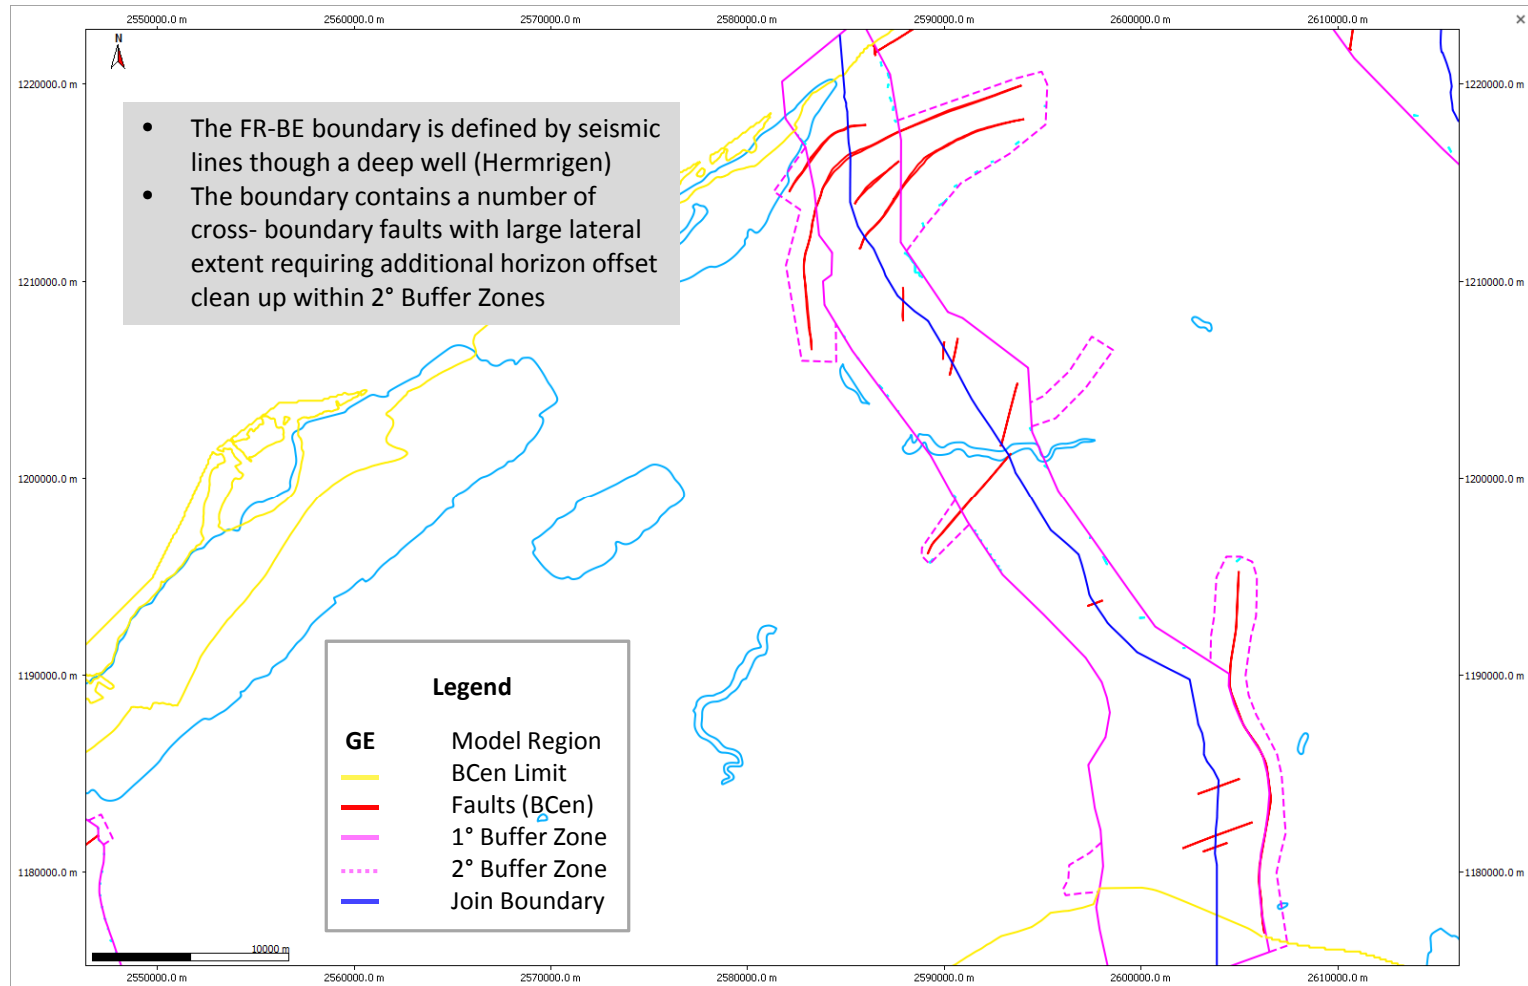 2550000.0 m 2560000.0 m 2570000.0 m 2580000.0 m 2590000.0 m 2600000.0 m 2610000.0 m
N
1220000.0 m 1220000.0 m
• The FR-BE boundary is defined by seismic
lines though a deep well (Hermrigen)
• The boundary contains a number of
cross- boundary faults with large lateral
extent requiring additional horizon offset
clean up within 2° Buffer Zones
1210000.0 m 1210000.0 m
1200000.0 m 1200000.0 m
1190000.0 m 1190000.0 m
Legend
GE Model Region
BCen Limit
Faults (BCen)
1° Buffer Zone
2° Buffer Zone
Join Boundary
1180000.0 m 1180000.0 m
10000 m
2550000.0 m 2560000.0 m 2570000.0 m 2580000.0 m 2590000.0 m 2600000.0 m 2610000.0 m